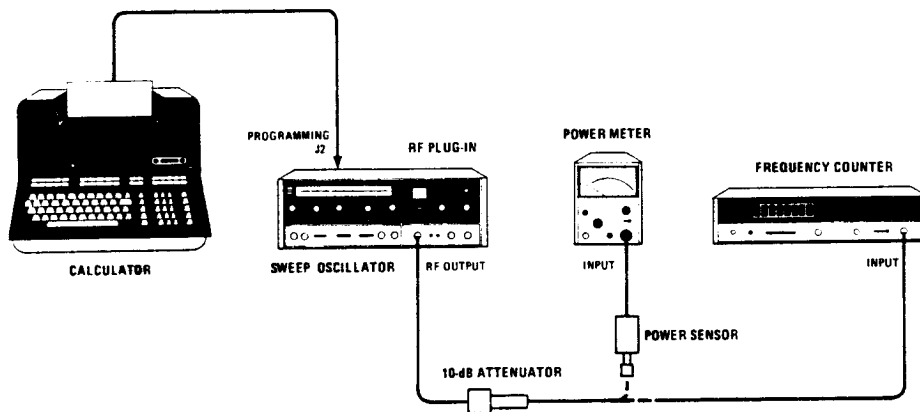 POWER METER
PROGRAMMING
J2
RF PLUG-IN
FREQUENCY COUNTER
CALCULATOR
SWEEP OSCILLATOR
RF OUTPUT
INPUT
INPUT
POWER SENSOR
10-dB ATTENUATOR